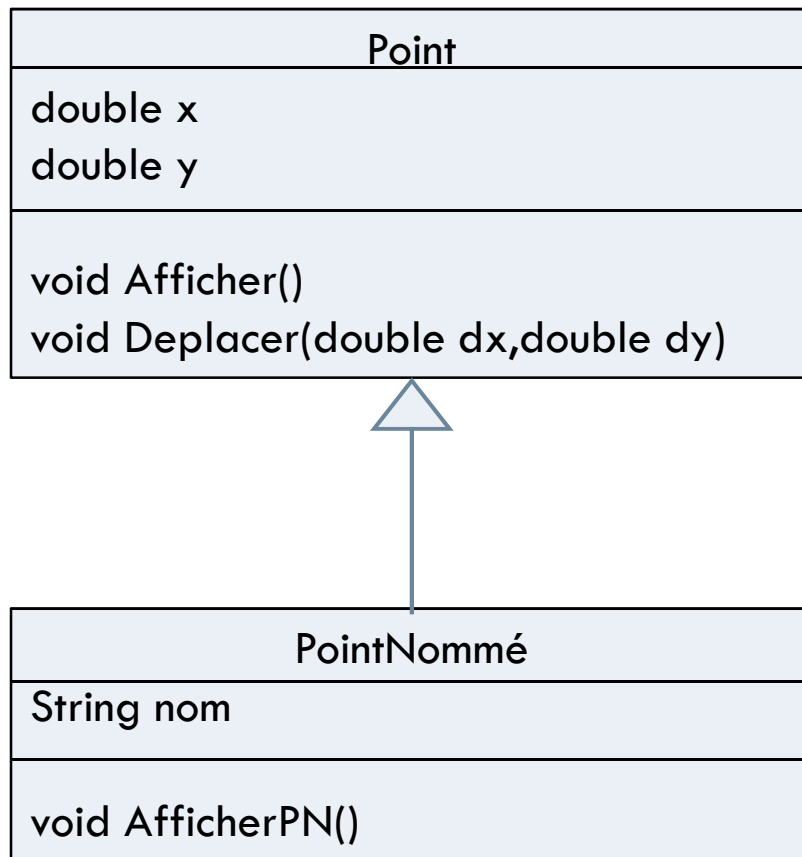 Point
double x
double y
void Afficher()
void Deplacer(double dx,double dy)
PointNommé
String nom
void AfficherPN()